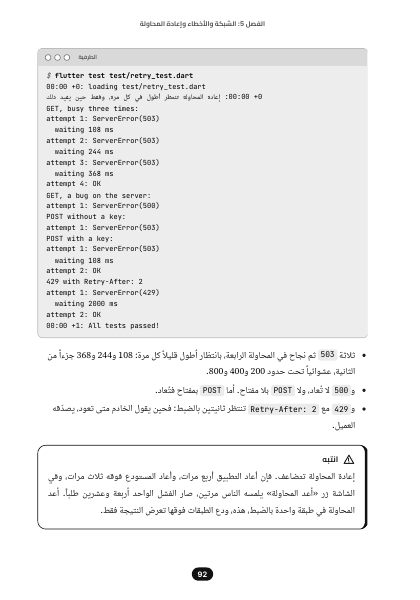 الفصل 5: الشبكة والأخطاء وإعادة المحاولة
الطرفية
$ flutter test test/retry_test.dart
00:00 +0: loading test/retry_test.dart
00:00 +0: إعادة المحاولة تنتظر أطول في كل مرة، وفقط حين يفيد ذلك
GET, busy three times:
attempt 1: ServerError(503)
waiting 108 ms
attempt 2: ServerError(503)
waiting 244 ms
attempt 3: ServerError(503)
waiting 368 ms
attempt 4: OK
GET, a bug on the server:
attempt 1: ServerError(500)
POST without a key:
attempt 1: ServerError(503)
POST with a key:
attempt 1: ServerError(503)
waiting 108 ms
attempt 2: OK
429 with Retry-After: 2
attempt 1: ServerError(429)
waiting 2000 ms
attempt 2: OK
00:00 +1: All tests passed!
• ثلاثة 503 ثم نجاح في المحاولة الرابعة، بانتظار أطول قليلاً كل مرة: 108 و244 و368 جزءاً من
الثانية، عشوائياً تحت حدود 200 و400 و800.
• و 500 لا تُعاد، ولا POST بلا مفتاح. أما POST بمفتاح فتُعاد.
• و 429 مع Retry-After: 2 تنتظر ثانيتين بالضبط: فحين يقول الخادم متى تعود، يصدّقه
العميل.
انتبه
إعادة المحاولة تتضاعف. فإن أعاد التطبيق أربع مرات، وأعاد المستودع فوقه ثلاث مرات، وفي
الشاشة زر «أعد المحاولة» يلمسه الناس مرتين، صار الفشل الواحد أربعة وعشرين طلباً. أعد
المحاولة في طبقة واحدة بالضبط، هذه، ودع الطبقات فوقها تعرض النتيجة فقط.
92